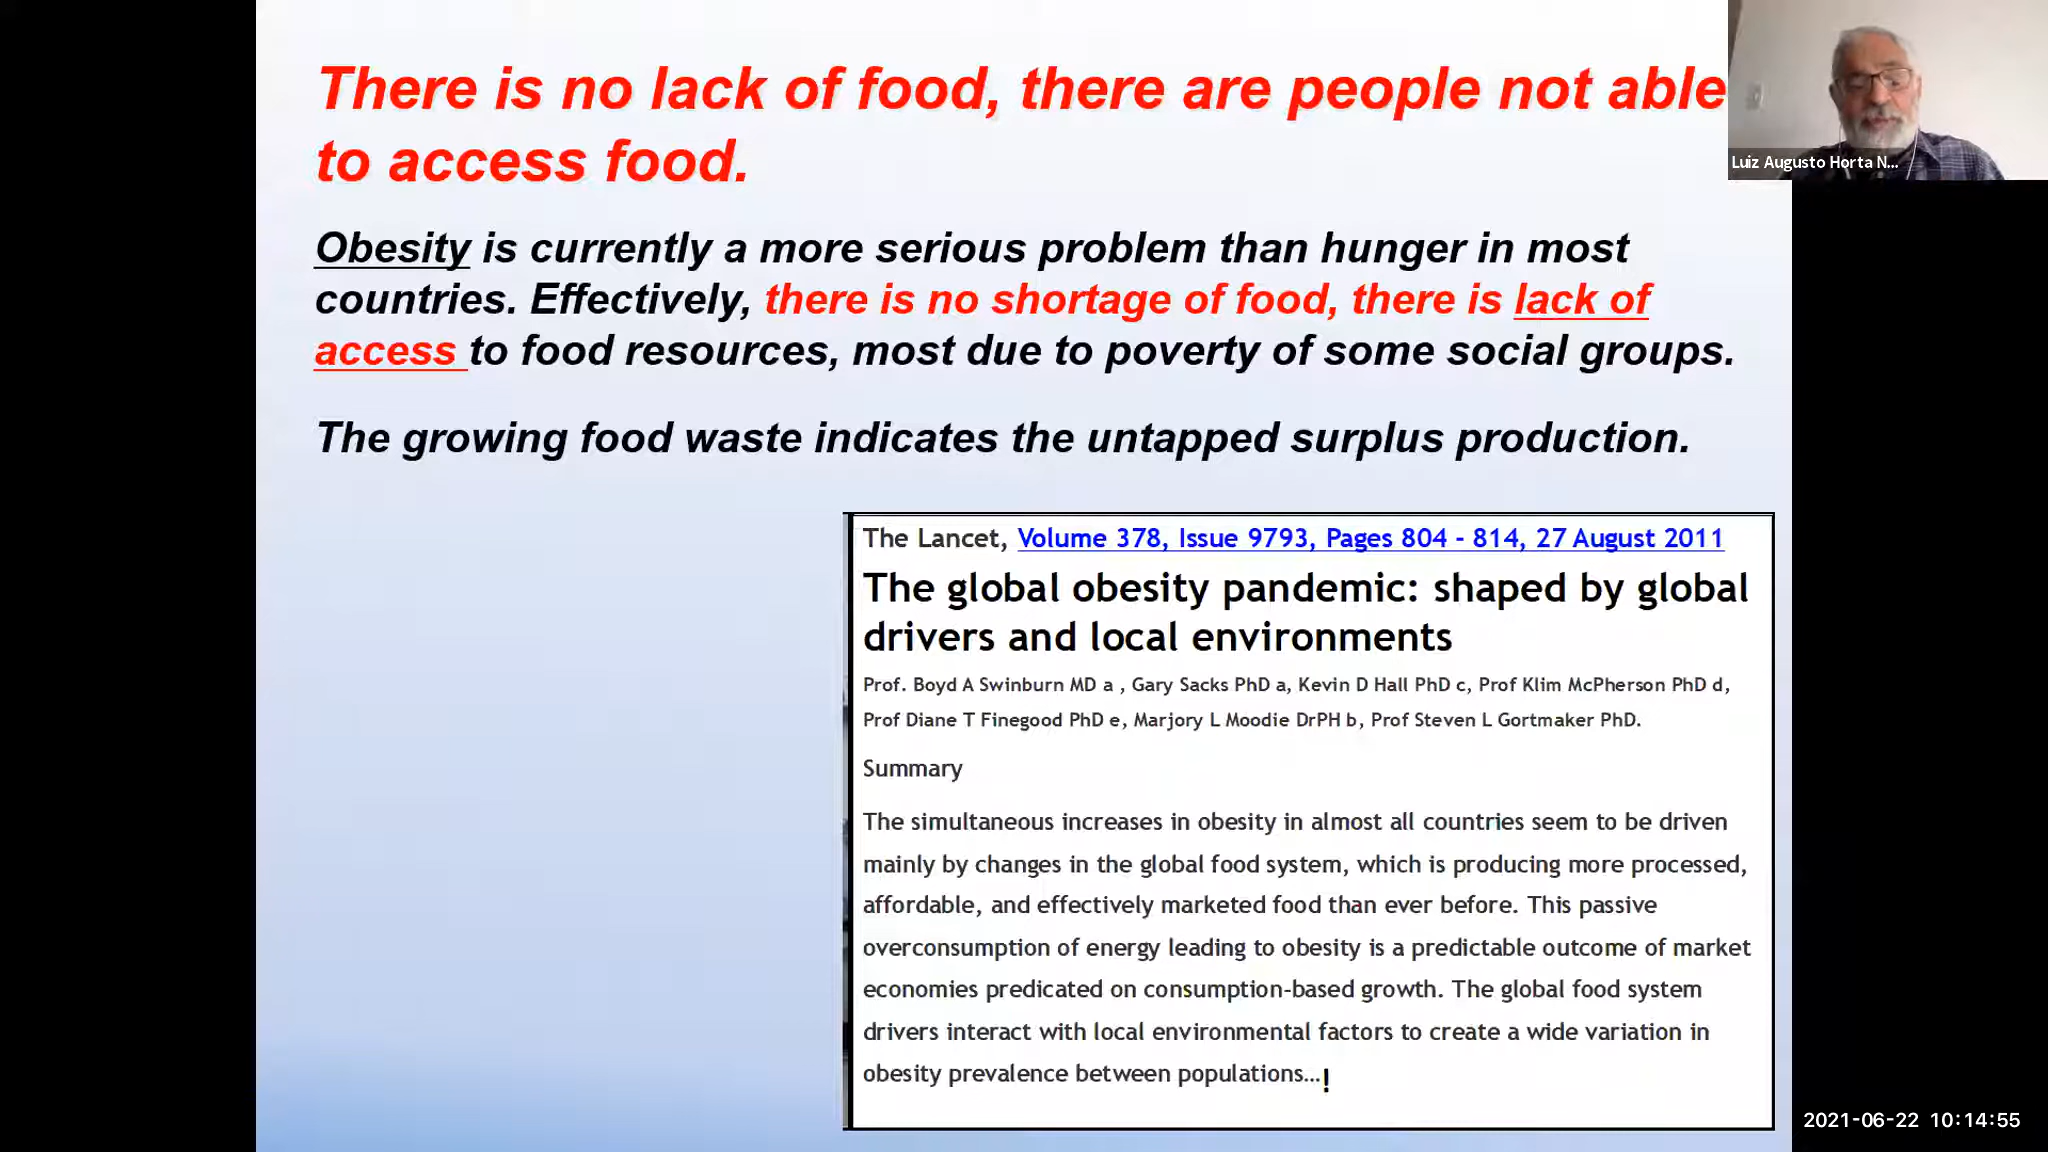 There is no lack of food, there are people not able
to access food.
Luiz Augusto Horta N...
Obesity is currently a more serious problem than hunger in most
countries. Effectively, there is no shortage of food, there is lack of
access to food resources, most due to poverty of some social groups.
The growing food waste indicates the untapped surplus production.
The Lancet, Volume 378, Issue 9793, Pages 804 - 814, 27 August 2011
The global obesity pandemic: shaped by global
drivers and local environments
Prof. Boyd A Swinburn MD a , Gary Sacks PhD a, Kevin D Hall PhD c, Prof Klim McPherson PhD d,
Prof Diane T Finegood PhD e, Marjory L Moodie DrPH b, Prof Steven L Gortmaker PhD.
Summary
The simultaneous increases in obesity in almost all countries seem to be driven
mainly by changes in the global food system, which is producing more processed,
affordable, and effectively marketed food than ever before. This passive
overconsumption of energy leading to obesity is a predictable outcome of market
economies predicated on consumption-based growth. The global food system
drivers interact with local environmental factors to create a wide variation in
obesity prevalence between populations...!
2021-06-22 10:14:55